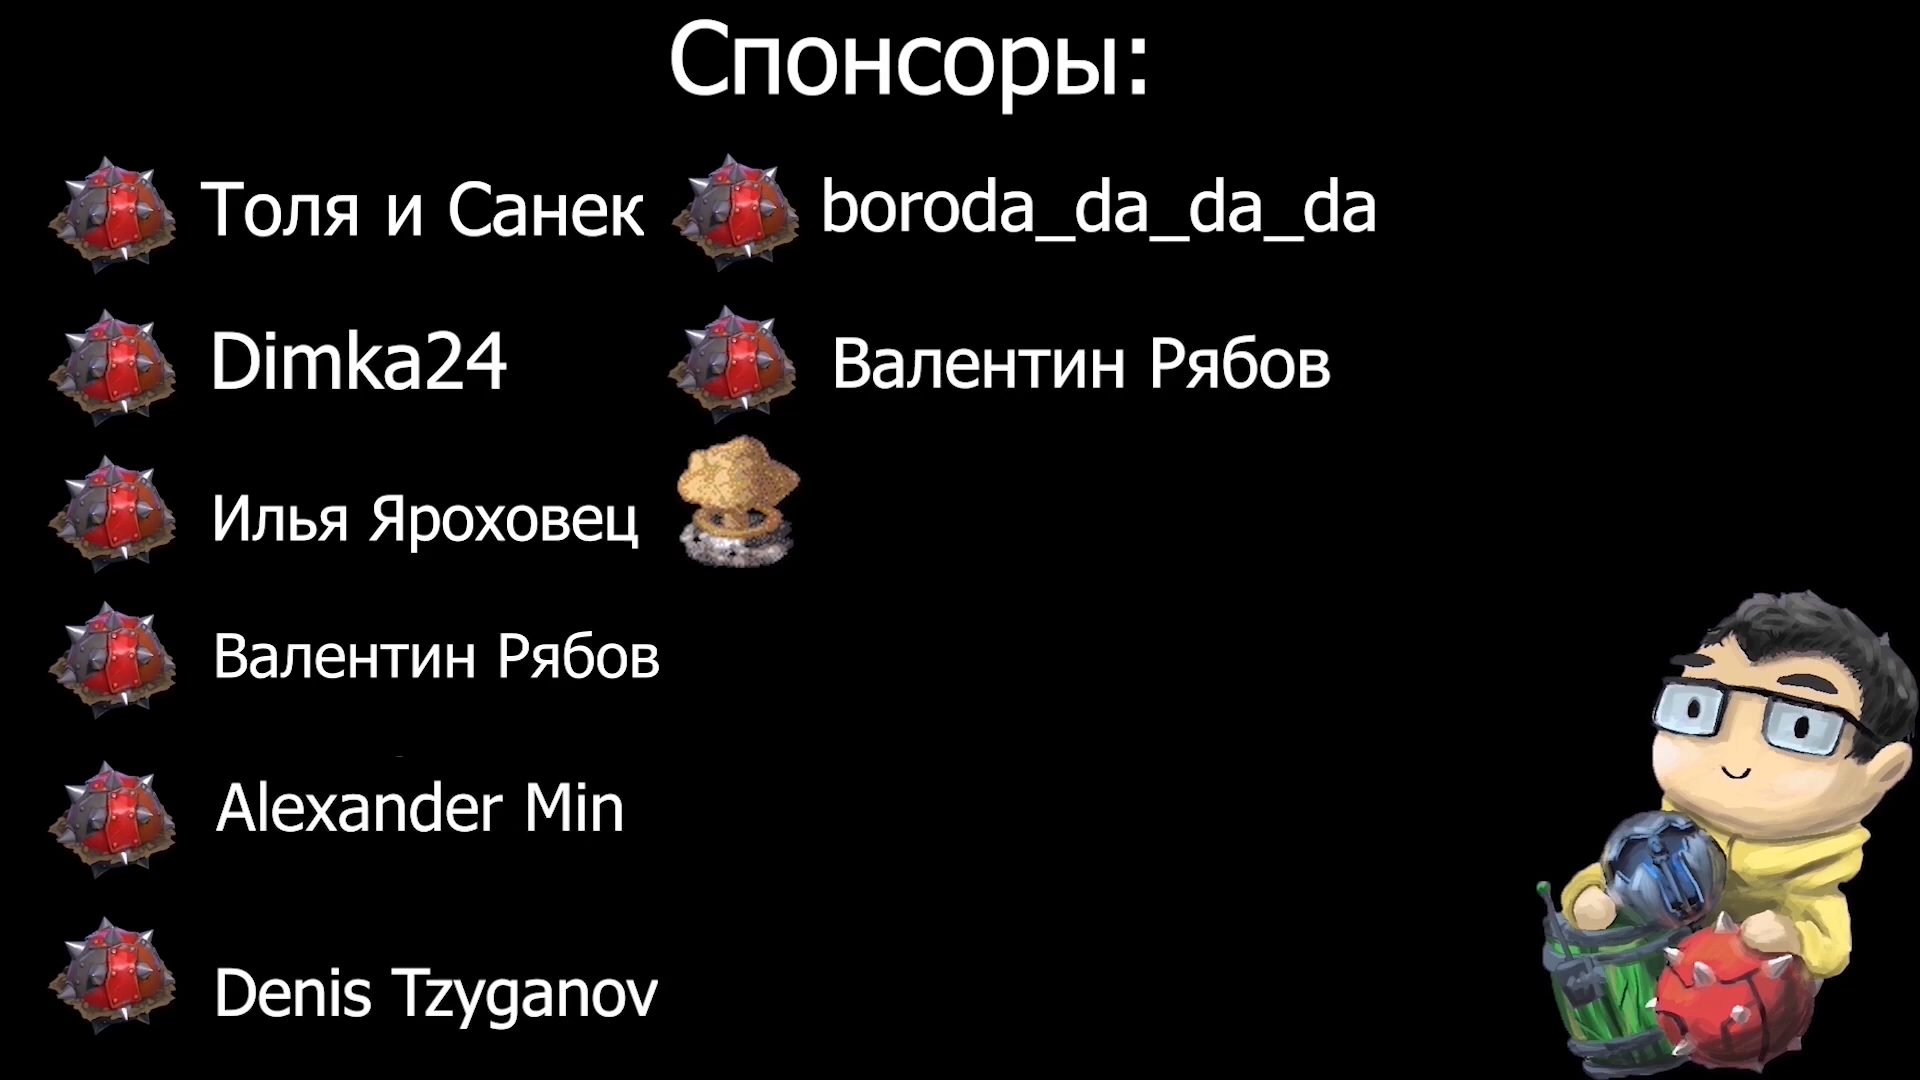 Спонсоры:
Толя и Санек
Dimka24
Илья Яроховец
Валентин Рябов
Alexander Min
Denis Tzyganov
boroda_da_da_da
Валентин Рябов